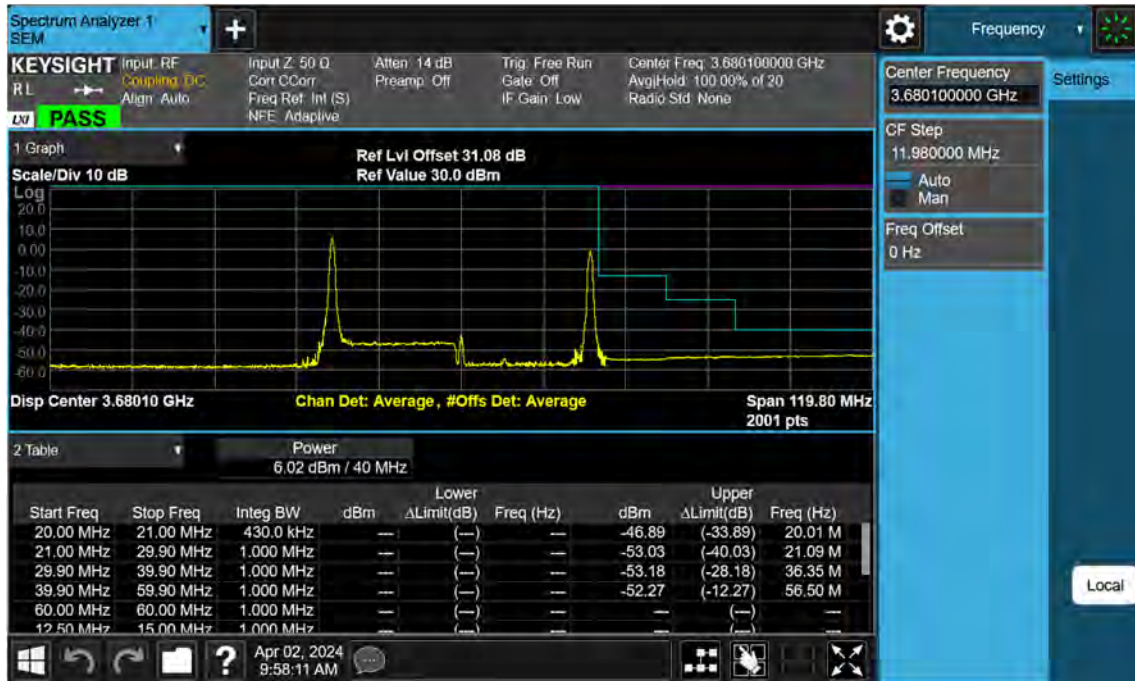 Spectrum Analyzer 1
SEM
Frequency
KEYSIGHT Input: RF Input Z: 50 Ω Atten: 14 dB Trig: Free Run Center Freq: 3.680100000 GHz
RL Coupling: DC Corr CCorr Preamp: Off Gate: Off Avg|Hold: 100.00% of 20
Align: Auto Freq Ref: Int (S) IF Gain: Low Radio Std: None
LXI PASS NFE: Adaptive
Center Frequency
3.680100000 GHz
Settings
CF Step
11.980000 MHz
Auto
Man
Freq Offset
0 Hz
1 Graph
Ref Lvl Offset 31.08 dB
Scale/Div 10 dB Ref Value 30.0 dBm
Log
20.0
10.0
0.00
-10.0
-20.0
-30.0
-40.0
-50.0
-60.0
Disp Center 3.68010 GHz Chan Det: Average, #Offs Det: Average Span 119.80 MHz
2001 pts
2 Table Power
6.02 dBm / 40 MHz
Lower Upper
Start Freq Stop Freq Integ BW dBm ΔLimit(dB) Freq (Hz) dBm ΔLimit(dB) Freq (Hz)
20.00 MHz 21.00 MHz 430.0 kHz --- (---) --- -46.89 (-33.89) 20.01 M
21.00 MHz 29.90 MHz 1.000 MHz --- (---) --- -53.03 (-40.03) 21.09 M
29.90 MHz 39.90 MHz 1.000 MHz --- (---) --- -53.18 (-28.18) 36.35 M
39.90 MHz 59.90 MHz 1.000 MHz --- (---) --- -52.27 (-12.27) 56.50 M
60.00 MHz 60.00 MHz 1.000 MHz --- (---) --- --- (---) ---
12.50 MHz 15.00 MHz 1.000 MHz --- (---) --- --- (---) ---
Local
? Apr 02, 2024
9:58:11 AM